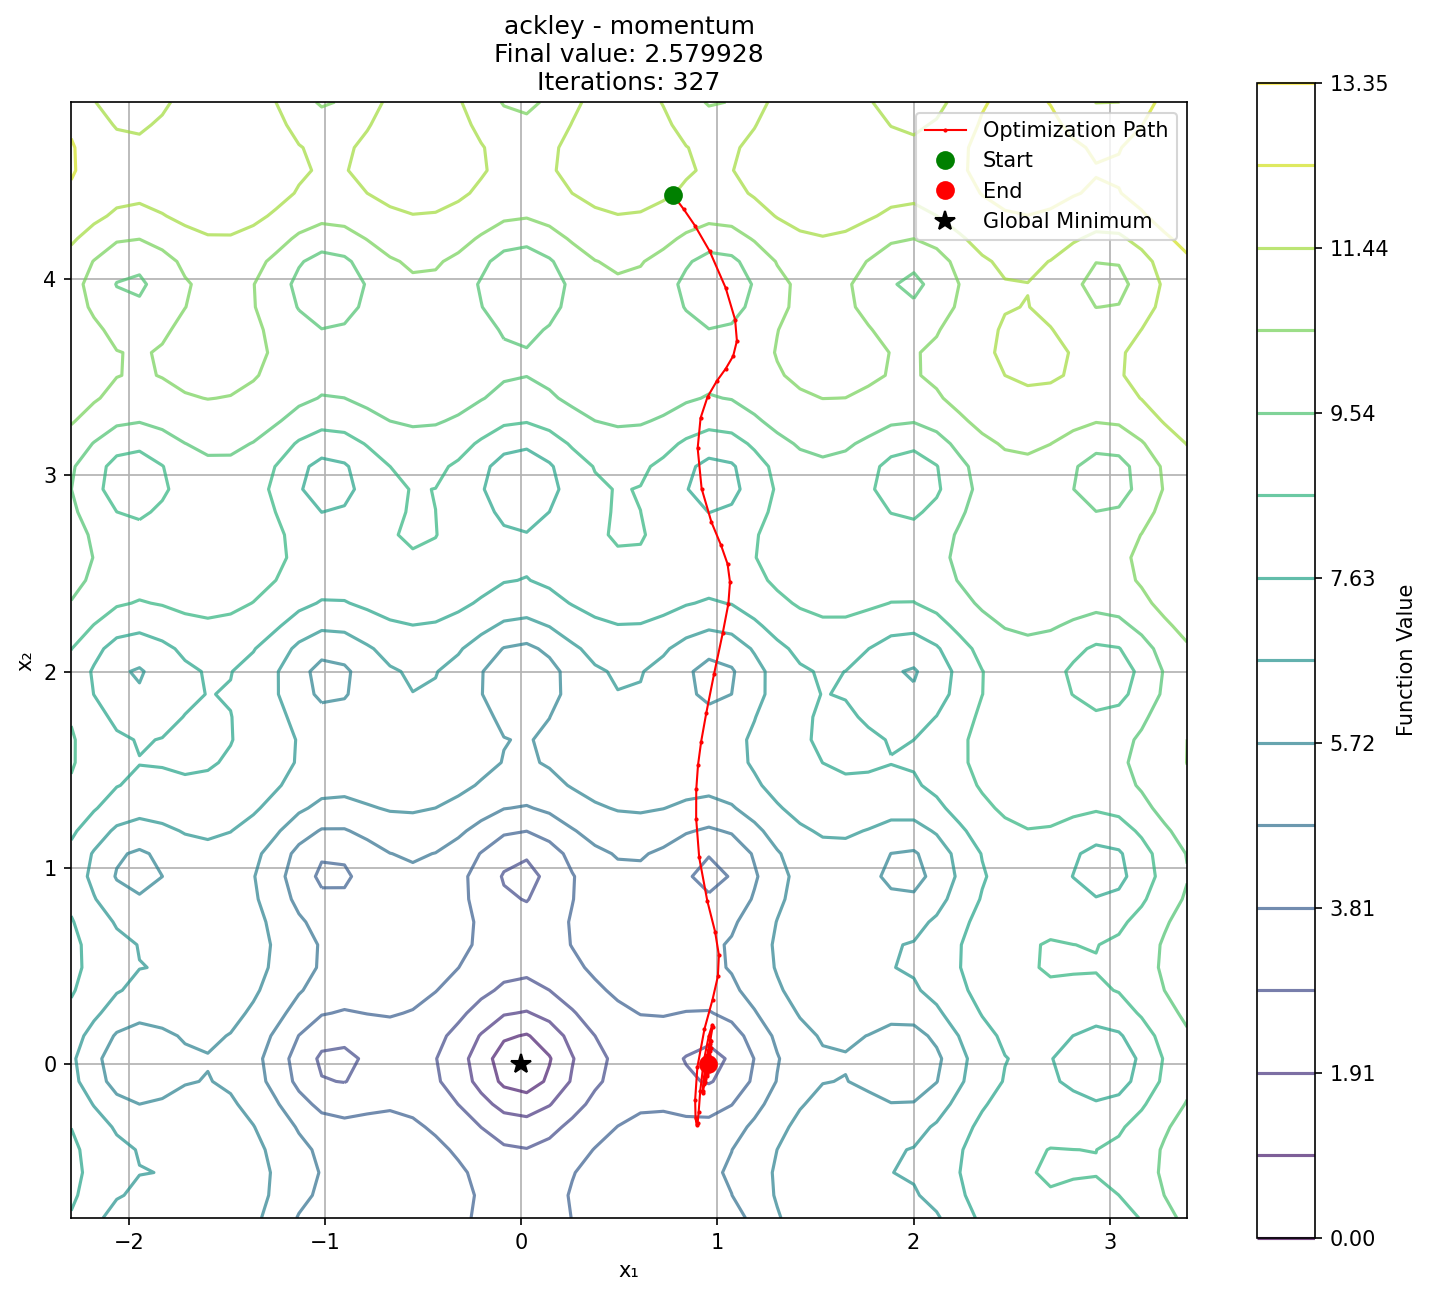 ackley - momentum
Final value: 2.579928
Iterations: 327
Optimization Path
Start
End
Global Minimum
x₂
4
3
2
1
0
−2
−1
0
1
2
3
x₁
13.35
11.44
9.54
7.63
5.72
3.81
1.91
0.00
Function Value